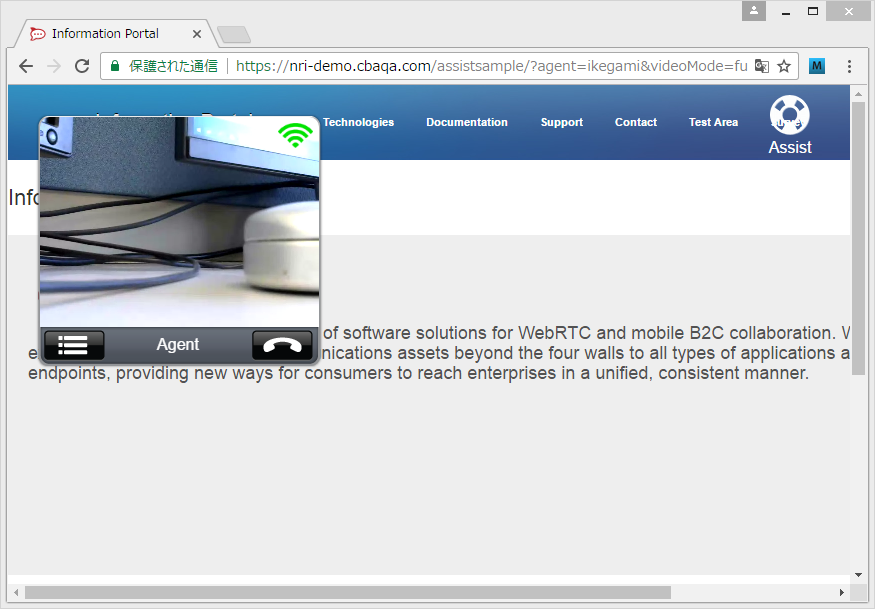 Information Portal
保護された通信
https://nri-demo.cbaqa.com/assistsample/?agent=ikegami&videoMode=fu
M
Technologies
Documentation
Support
Contact
Test Area
Assist
Agent
of software solutions for WebRTC and mobile B2C collaboration.
nications assets beyond the four walls to all types of applications a
endpoints, providing new ways for consumers to reach enterprises in a unified, consistent manner.